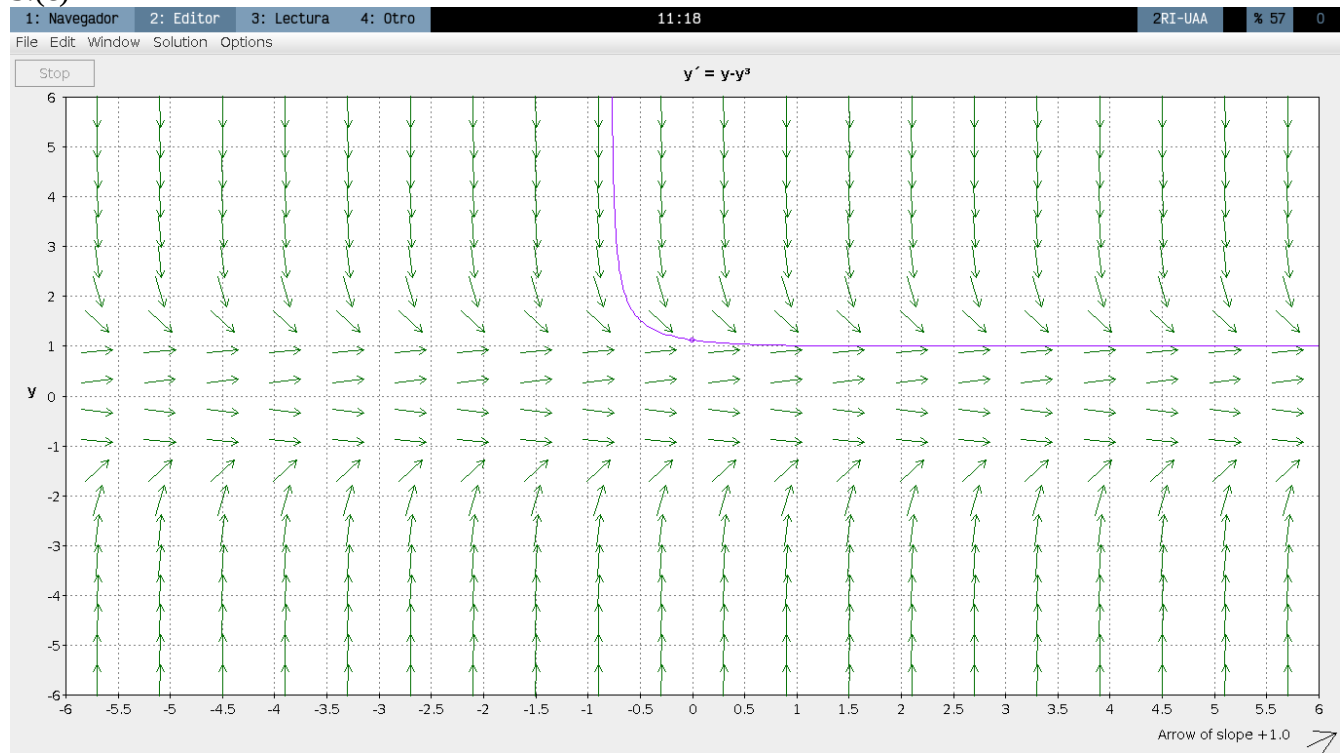 1: Navegador 2: Editor 3: Lectura 4: Otro 11:18 2RI-UAA % 57 0
File Edit Window Solution Options
Stop
y´ = y-y³
6
5
4
3
2
1
y 0
-1
-2
-3
-4
-5
-6
-6 -5.5 -5 -4.5 -4 -3.5 -3 -2.5 -2 -1.5 -1 -0.5 0 0.5 1 1.5 2 2.5 3 3.5 4 4.5 5 5.5 6
Arrow of slope +1.0